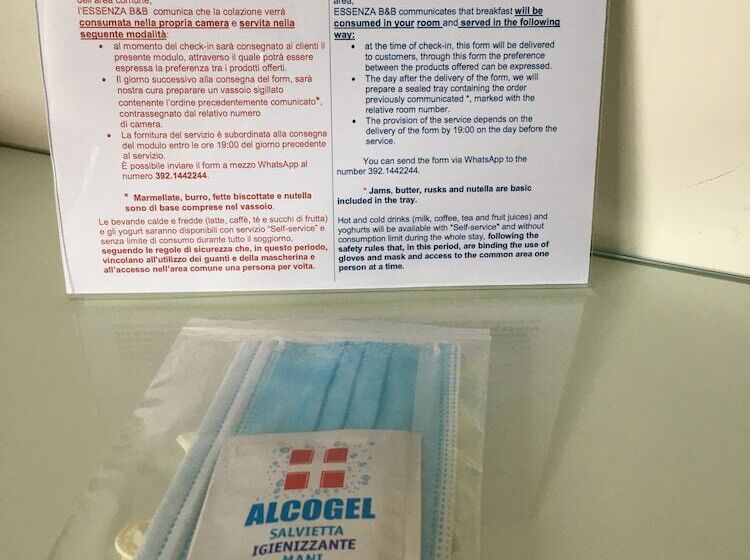 dell'area comune,
l'ESSENZA B&B comunica che la colazione verrà
consumata nella propria camera e servita nella
seguente modalità:
• al momento del check-in sarà consegnato ai clienti il
presente modulo, attraverso il quale potrà essere
espressa la preferenza tra i prodotti offerti.
• Il giorno successivo alla consegna del form, sarà
nostra cura preparare un vassolo sigillato
contenente l'ordine precedentemente comunicato*,
contrassegnato dal relativo numero
di camera.
• La fornitura del servizio è subordinata alla consegna
del modulo entro le ore 19:00 del giorno precedente
al servizio.
È possibile inviare il form a mezzo WhatsApp al
numero 392.1442244.
* Marmellate, burro, fette biscottate e nutella
sono di base comprese nel vassoio.
Le bevande calde e fredde (latte, caffè, tè e succhi di frutta)
e gli yogurt saranno disponibili con servizio "Self-service" e
senza limite di consumo durante tutto il soggiorno,
seguendo le regole di sicurezza che, in questo periodo,
vincolano all'utilizzo dei guanti e della mascherina e
all'accesso nell'area comune una persona per volta.
area,
ESSENZA B&B communicates that breakfast will be
consumed in your room and served in the following
way:
• at the time of check-in, this form will be delivered
to customers, through this form the preference
between the products offered can be expressed.
• The day after the delivery of the form, we will
prepare a sealed tray containing the order
previously communicated *, marked with the
relative room number.
• The provision of the service depends on the
delivery of the form by 19:00 on the day before the
service.
You can send the form via WhatsApp to the
number 392.1442244.
* Jams, butter, rusks and nutella are basic
included in the tray.
Hot and cold drinks (milk, coffee, tea and fruit juices) and
yoghurts will be available with "Self-service" and without
consumption limit during the whole stay, following the
safety rules that, in this period, are binding the use of
gloves and mask and access to the common area one
person at a time.
ALCOGEL
SALVIETTA
IGIENIZZANTE
MANI